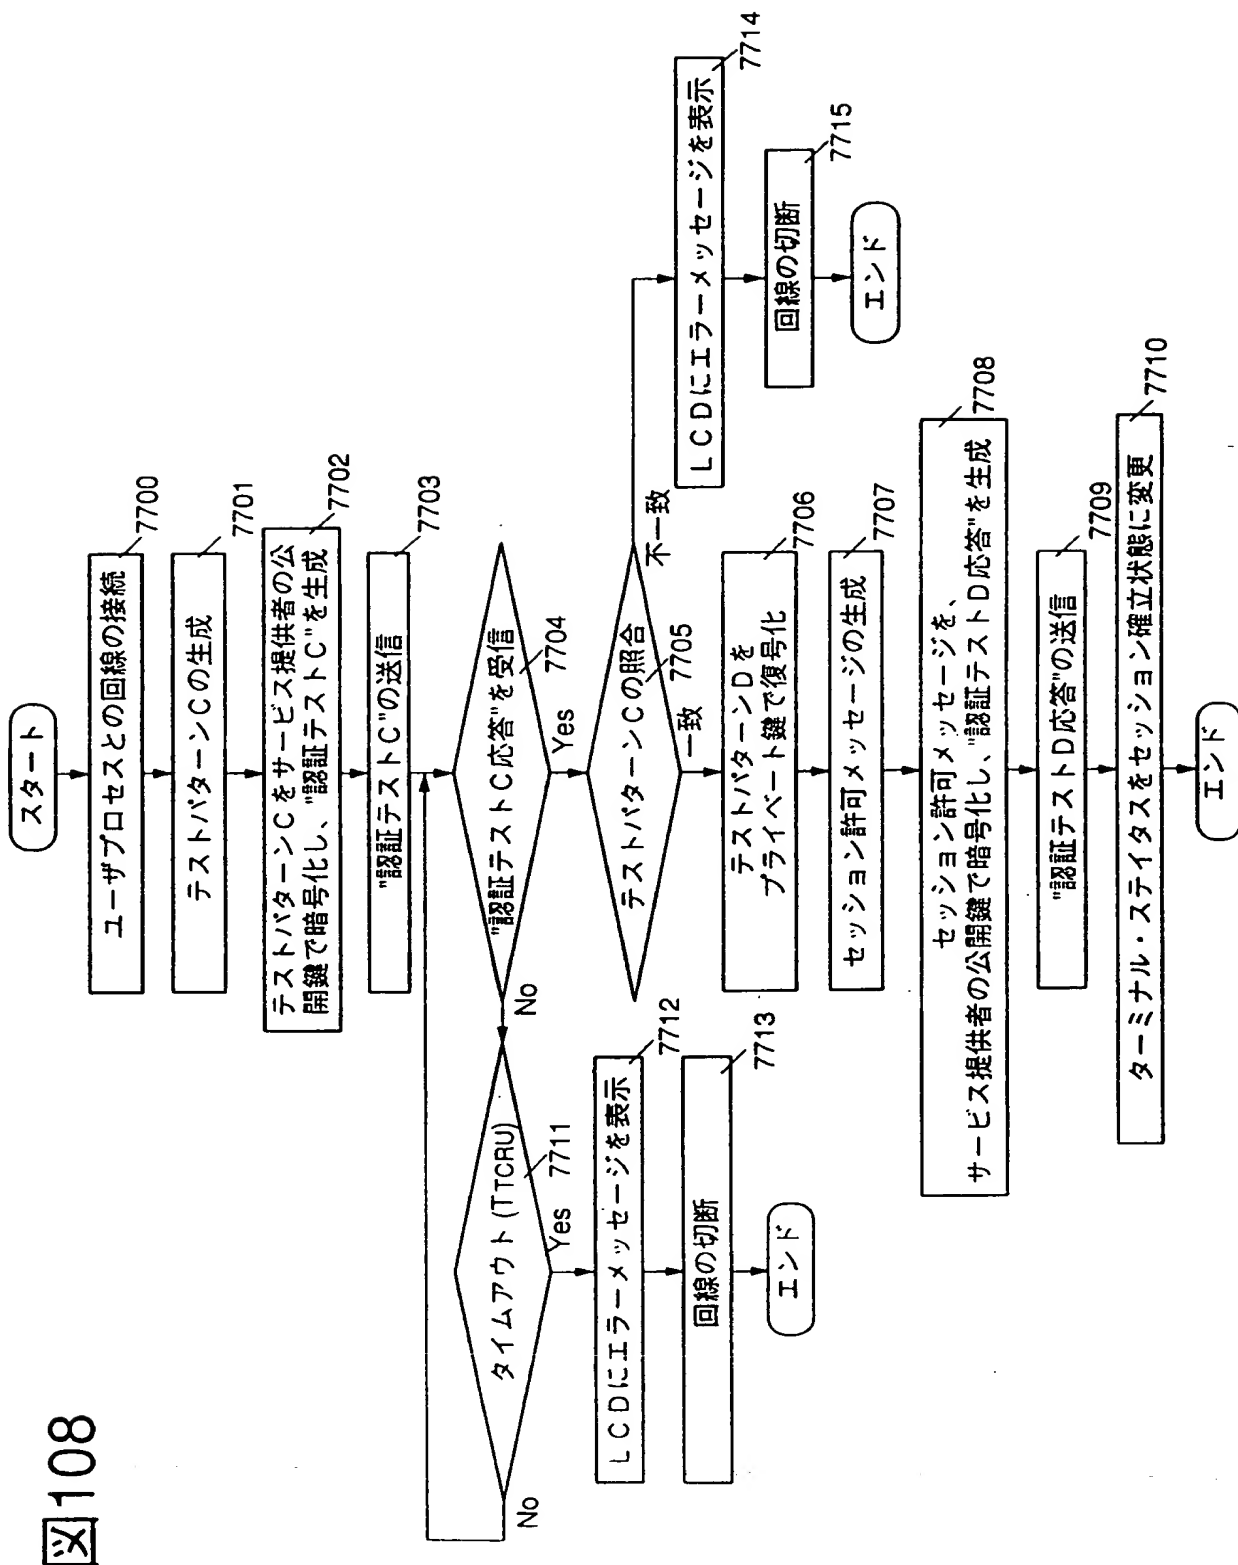 図108
スタート
ユーザプロセスとの回線の接続
7700
テストパターンCの生成
7701
テストパターンCをサービス提供者の公
開鍵で暗号化し、"認証テストC"を生成
7702
"認証テストC"の送信
7703
"認証テストC応答"を受信
7704
No
Yes
タイムアウト(TTCRU)
7711
No
Yes
LCDにエラーメッセージを表示
7712
回線の切断
7713
エンド
テストパターンCの照合
7705
一致
不一致
LCDにエラーメッセージを表示
7714
回線の切断
7715
エンド
テストパターンDを
プライベート鍵で復号化
7706
セッション許可メッセージの生成
7707
セッション許可メッセージを、
サービス提供者の公開鍵で暗号化し、"認証テストD応答"を生成
7708
"認証テストD応答"の送信
7709
ターミナル・ステイタスをセッション確立状態に変更
7710
エンド